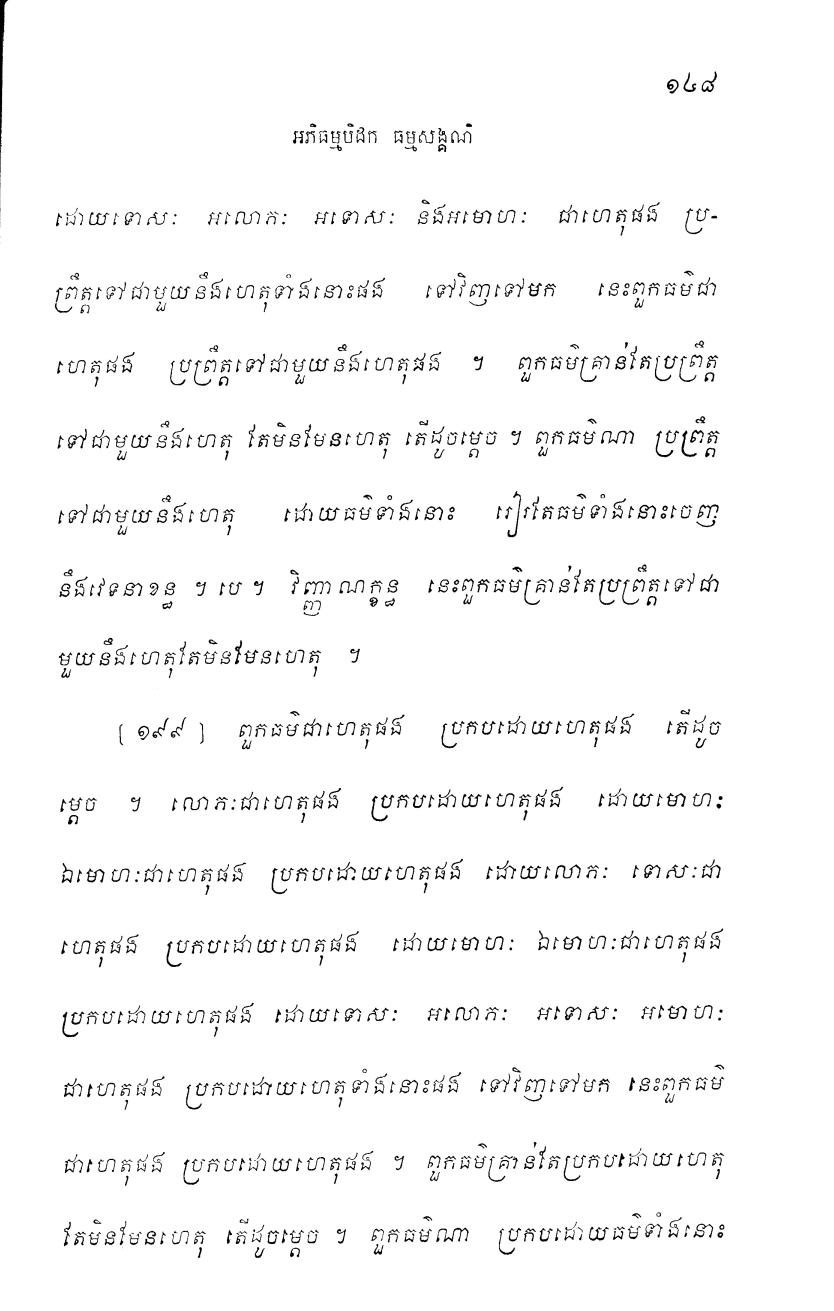 ១៤៨
អភិធម្មបិដក ធម្មសង្គណិ
ដោយទោសៈ អលោភៈ អទោសៈ និងអមោហៈ ជាហេតុផង ប្រ-
ព្រឹត្តទៅជាមួយនឹងហេតុទាំងនោះផង ទៅវិញទៅមក នេះពួកធម៌ជា
ហេតុផង ប្រព្រឹត្តទៅជាមួយនឹងហេតុផង ។ ពួកធម៌គ្រាន់តែប្រព្រឹត្ត
ទៅជាមួយនឹងហេតុ តែមិនមែនហេតុ តើដូចម្តេច ។ ពួកធម៌ណា ប្រព្រឹត្ត
ទៅជាមួយនឹងហេតុ ដោយធម៌ទាំងនោះ រៀរតែធម៌ទាំងនោះចេញ
នឹងវេទនាខន្ធ ។ បេ ។ វិញ្ញាណក្ខន្ធ នេះពួកធម៌គ្រាន់តែប្រព្រឹត្តទៅជា
មួយនឹងហេតុតែមិនមែនហេតុ ។
[ ១៩៩ ] ពួកធម៌ជាហេតុផង ប្រកបដោយហេតុផង តើដូច
ម្តេច ។ លោភៈជាហេតុផង ប្រកបដោយហេតុផង ដោយមោហៈ
ឯមោហៈជាហេតុផង ប្រកបដោយហេតុផង ដោយលោភៈ ទោសៈជា
ហេតុផង ប្រកបដោយហេតុផង ដោយមោហៈ ឯមោហៈជាហេតុផង
ប្រកបដោយហេតុផង ដោយទោសៈ អលោភៈ អទោសៈ អមោហៈ
ជាហេតុផង ប្រកបដោយហេតុទាំងនោះផង ទៅវិញទៅមក នេះពួកធម៌
ជាហេតុផង ប្រកបដោយហេតុផង ។ ពួកធម៌គ្រាន់តែប្រកបដោយហេតុ
តែមិនមែនហេតុ តើដូចម្តេច ។ ពួកធម៌ណា ប្រកបដោយធម៌ទាំងនោះ